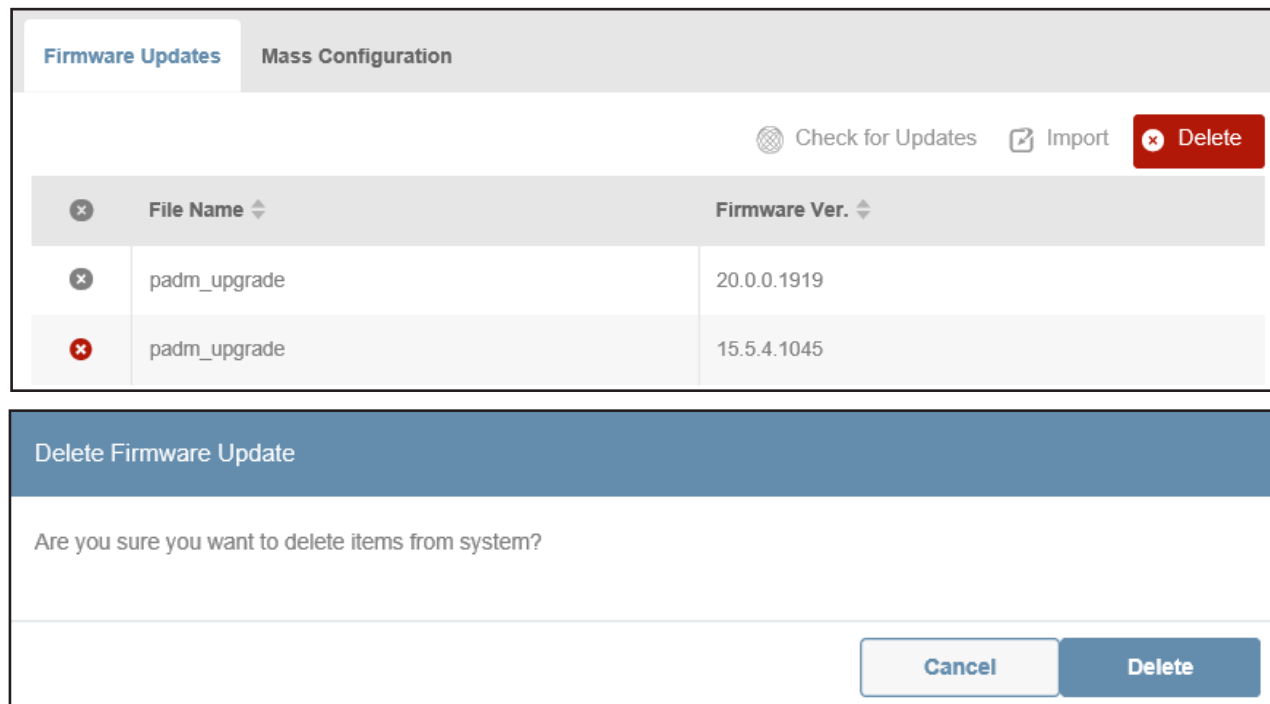 Firmware Updates Mass Configuration
Check for Updates Import Delete
File Name Firmware Ver.
padm_upgrade 20.0.0.1919
padm_upgrade 15.5.4.1045
Delete Firmware Update
Are you sure you want to delete items from system?
Cancel Delete